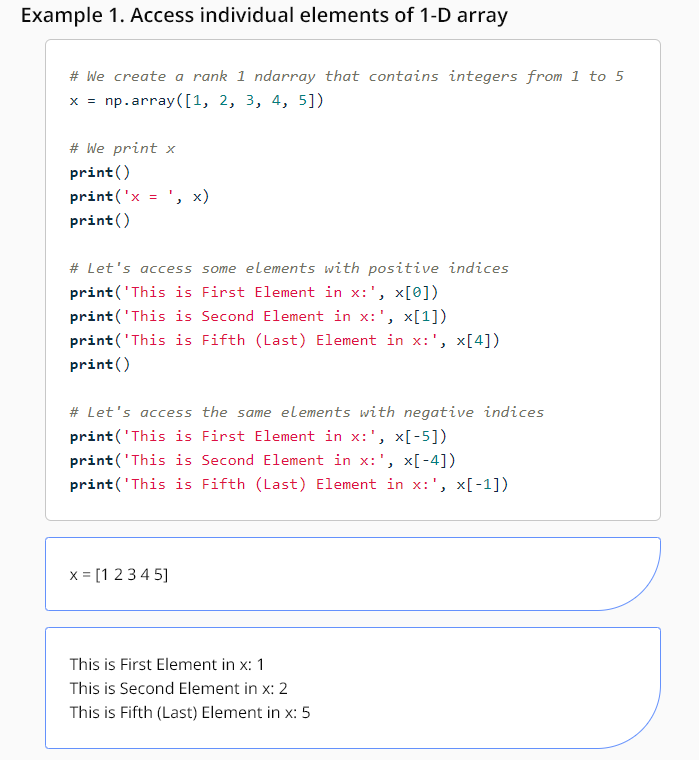 Example 1. Access individual elements of 1-D array
# We create a rank 1 ndarray that contains integers from 1 to 5
x = np.array([1, 2, 3, 4, 5])
# We print x
print()
print('x = ', x)
print()
# Let's access some elements with positive indices
print('This is First Element in x:', x[0])
print('This is Second Element in x:', x[1])
print('This is Fifth (Last) Element in x:', x[4])
print()
# Let's access the same elements with negative indices
print('This is First Element in x:', x[-5])
print('This is Second Element in x:', x[-4])
print('This is Fifth (Last) Element in x:', x[-1])
x = [1 2 3 4 5]
This is First Element in x: 1
This is Second Element in x: 2
This is Fifth (Last) Element in x: 5